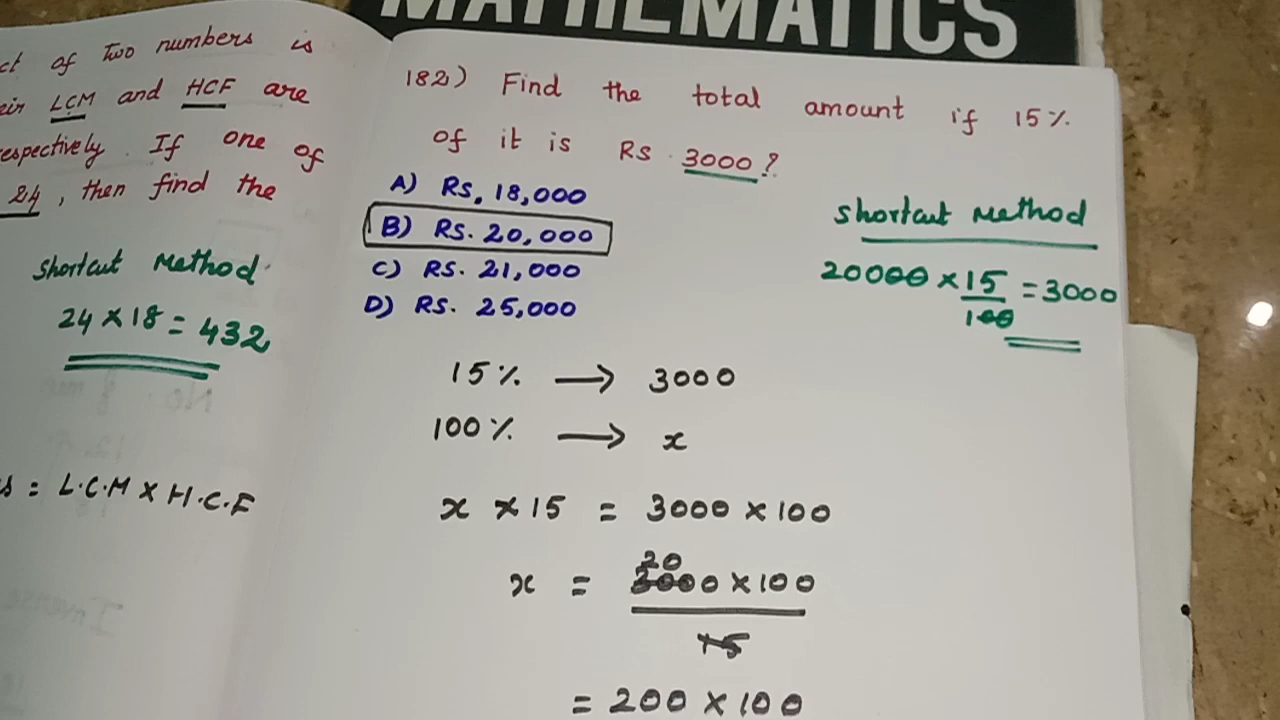 MATHEMATICS
ct of Two numbers is
eir LCM and HCF are
espectively. If one of
24, then find the
shortcut Method
24 × 18 = 432
s = L.C.M × H.C.F
182) Find the total amount if 15%
of it is Rs. 3000?
A) Rs. 18,000
B) Rs. 20,000
C) Rs. 21,000
D) Rs. 25,000
shortcut Method
20000 × 15/100 = 3000
15% → 3000
100% → x
x × 15 = 3000 × 100
20
x = 3000 × 100
15
= 200 × 100